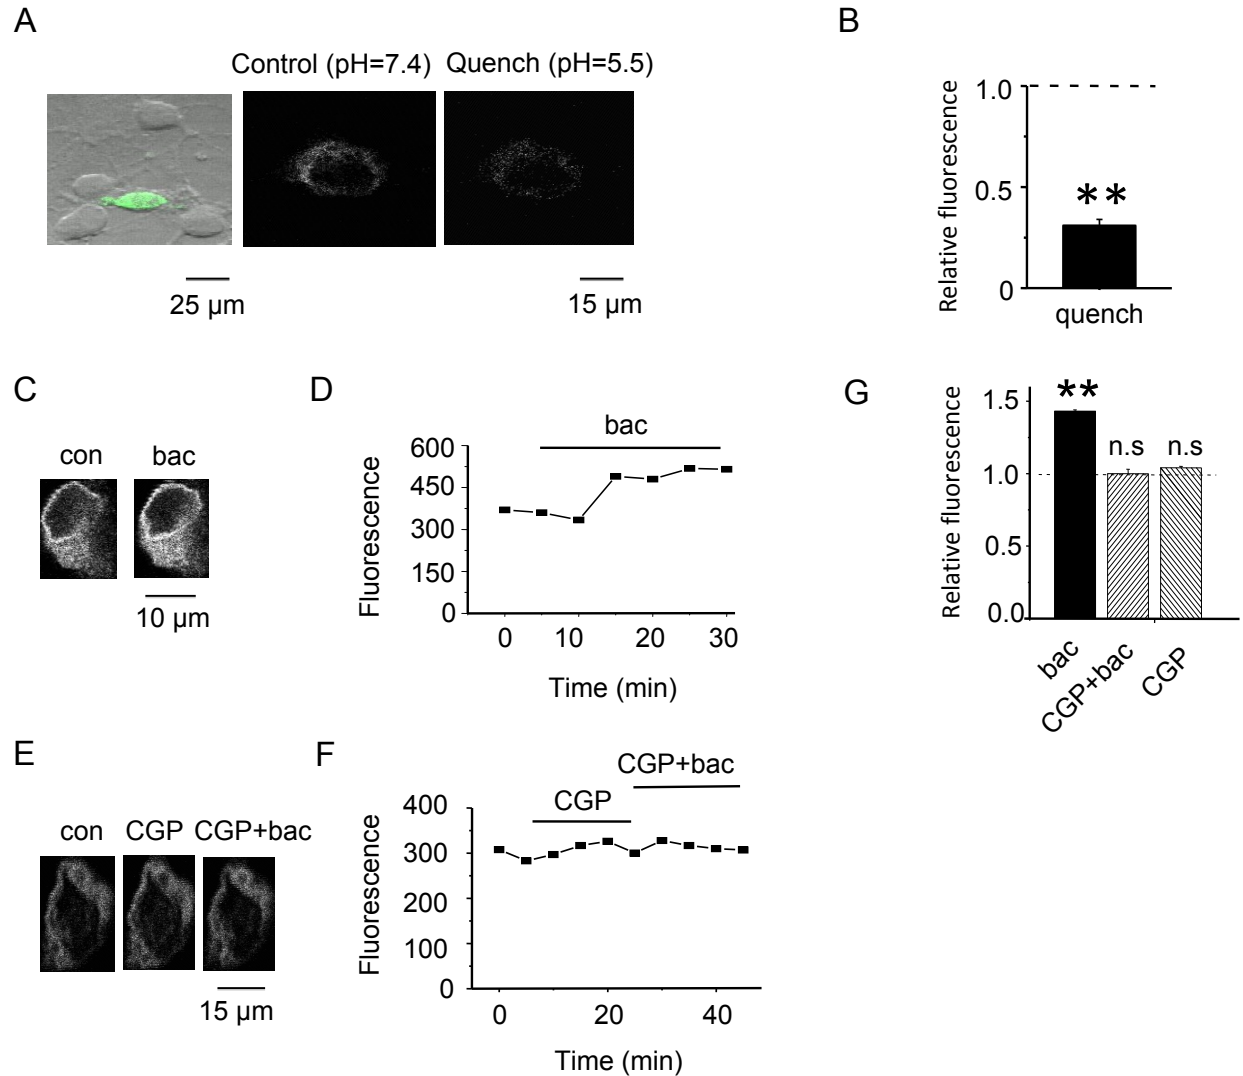 A
Control (pH=7.4) Quench (pH=5.5)
25 µm
15 µm
B
Relative fluorescence
1.0
0.5
0
**
quench
C
con bac
10 µm
D
bac
Fluorescence
600
450
300
150
0
0 10 20 30
Time (min)
G
Relative fluorescence
1.5
1.0
0.5
0.0
**
n.s n.s
bac
CGP+bac
CGP
E
con CGP CGP+bac
15 µm
F
CGP+bac
CGP
Fluorescence
400
300
200
100
0
0 20 40
Time (min)